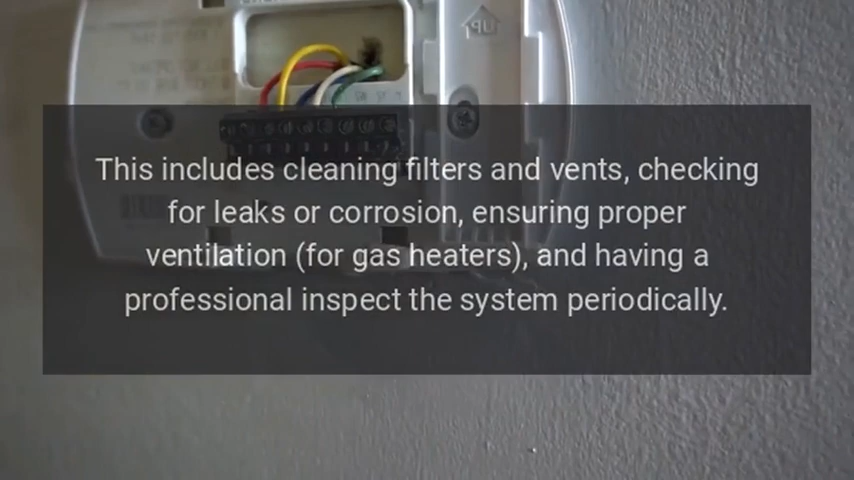 UP
This includes cleaning filters and vents, checking
for leaks or corrosion, ensuring proper
ventilation (for gas heaters), and having a
professional inspect the system periodically.